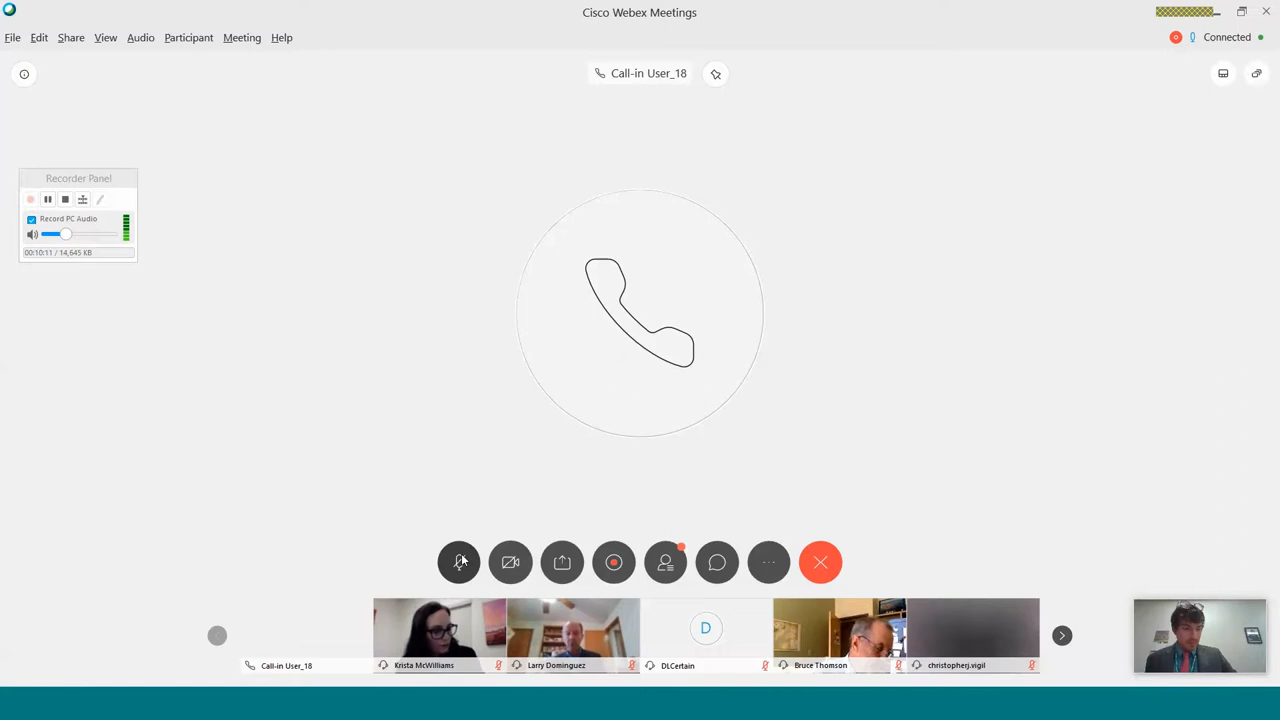 Cisco Webex Meetings
File Edit Share View Audio Participant Meeting Help
Connected
Call-in User_18
Recorder Panel
Record PC Audio
00:10:11 / 14,645 KB
D
Call-in User_18
Krista McWilliams
Larry Dominguez
DLCertain
Bruce Thomson
christopherj.vigil